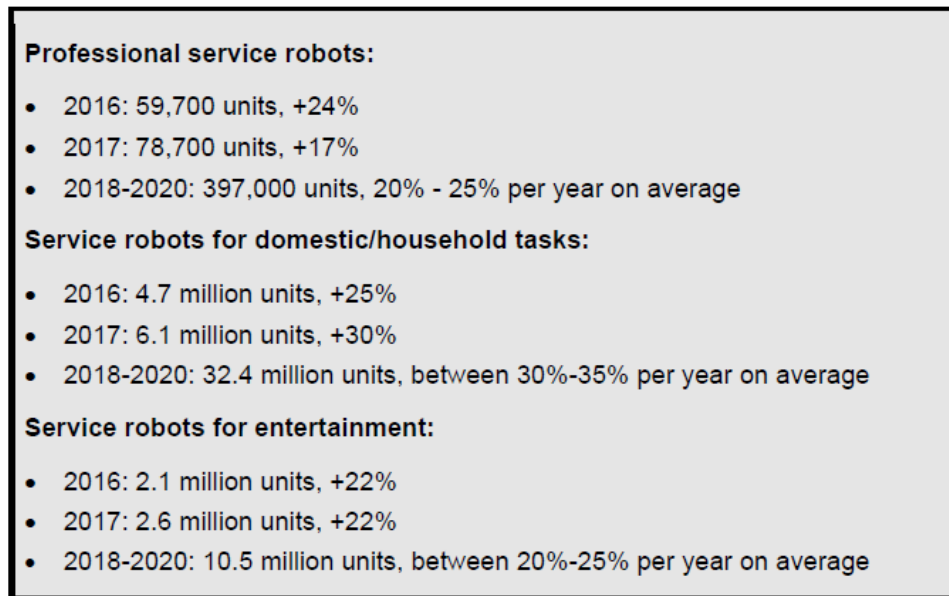 Professional service robots:
• 2016: 59,700 units, +24%
• 2017: 78,700 units, +17%
• 2018-2020: 397,000 units, 20% - 25% per year on average
Service robots for domestic/household tasks:
• 2016: 4.7 million units, +25%
• 2017: 6.1 million units, +30%
• 2018-2020: 32.4 million units, between 30%-35% per year on average
Service robots for entertainment:
• 2016: 2.1 million units, +22%
• 2017: 2.6 million units, +22%
• 2018-2020: 10.5 million units, between 20%-25% per year on average